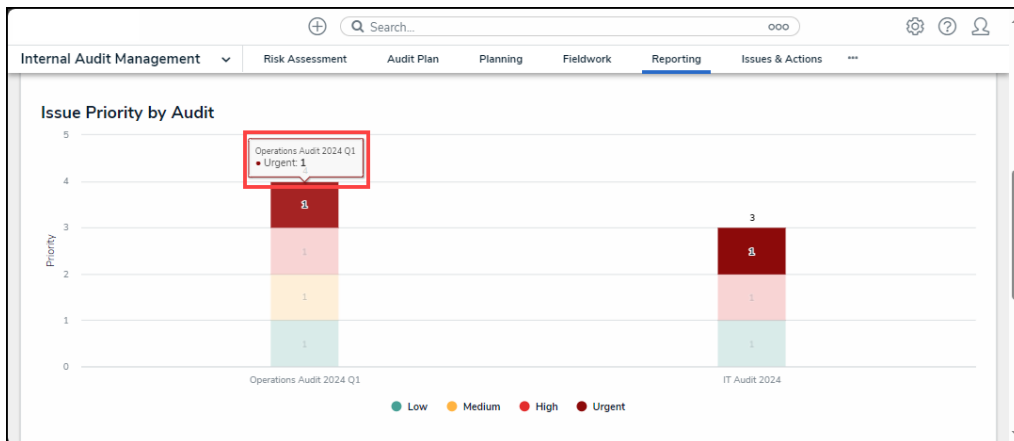 Search...
Internal Audit Management Risk Assessment Audit Plan Planning Fieldwork Reporting Issues & Actions
Issue Priority by Audit
5
Operations Audit 2024 Q1
Urgent: 1
4
4
1
3
3
1
1
Priority
2
1
1
1
1
1
0
Operations Audit 2024 Q1 IT Audit 2024
Low Medium High Urgent